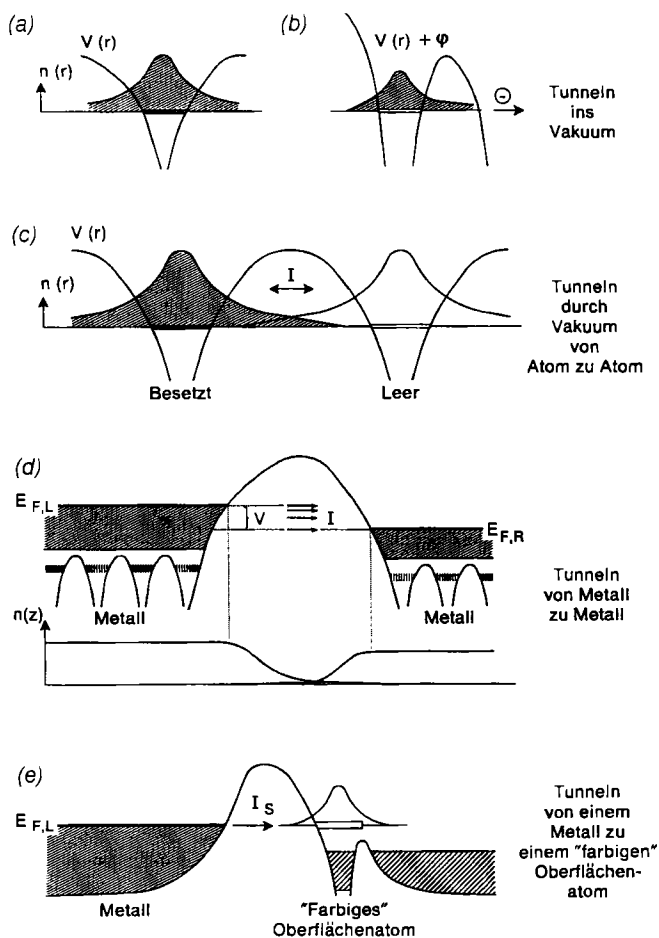 (a)
V (r)
n (r)
(b)
V (r) + φ
⊖
Tunneln
ins
Vakuum
(c)
V (r)
n (r)
I
Besetzt
Leer
Tunneln
durch
Vakuum
von
Atom zu Atom
(d)
E F,L
V
I
E F,R
Metall
Metall
n(z)
Tunneln
von Metall
zu Metall
(e)
E F,L
I S
Metall
"Farbiges"
Oberflächenatom
Tunneln
von einem
Metall zu
einem "farbigen"
Oberflächen-
atom